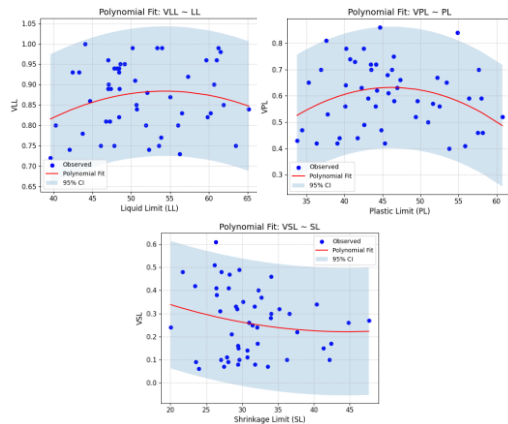 Polynomial Fit: VLL ~ LL
VLL
1.05
1.00
0.95
0.90
0.85
0.80
0.75
0.70
0.65
Observed
Polynomial Fit
95% CI
40
45
50
55
60
65
Liquid Limit (LL)
Polynomial Fit: VPL ~ PL
VPL
0.8
0.7
0.6
0.5
0.4
0.3
Observed
Polynomial Fit
95% CI
35
40
45
50
55
60
Plastic Limit (PL)
Polynomial Fit: VSL ~ SL
VSL
0.6
0.5
0.4
0.3
0.2
0.1
0.0
Observed
Polynomial Fit
95% CI
20
25
30
35
40
45
Shrinkage Limit (SL)